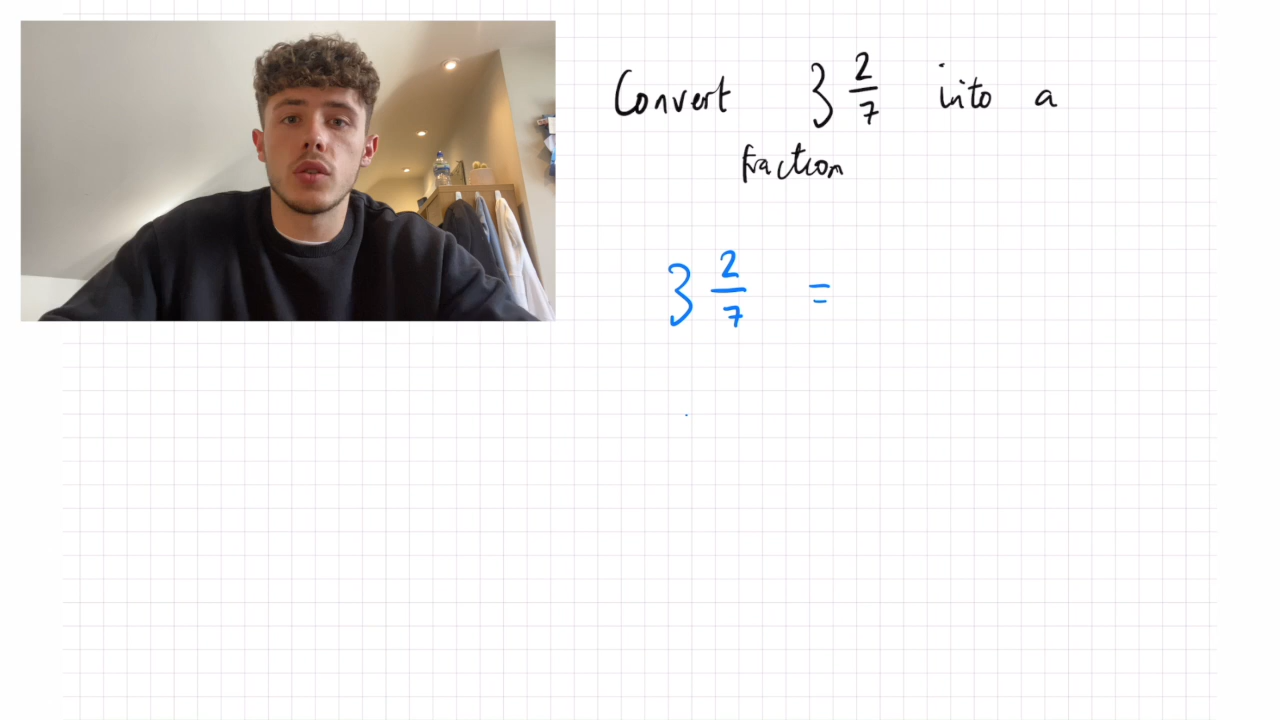 Convert 3 2/7 into a
fraction
3 2/7 =